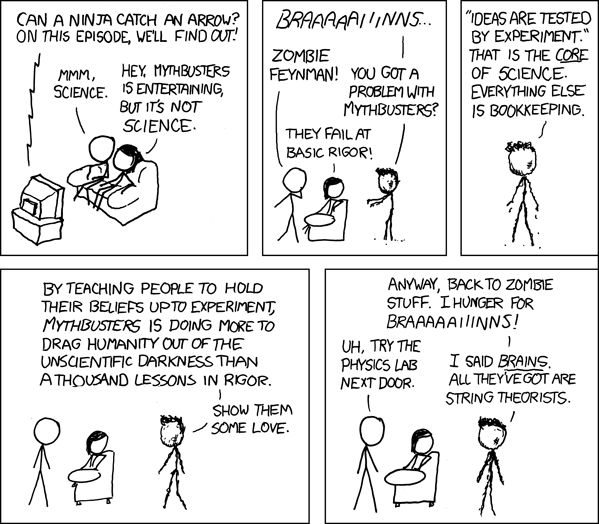 CAN A NINJA CATCH AN ARROW?
ON THIS EPISODE, WE'LL FIND OUT!
MMM,
SCIENCE.
HEY, MYTHBUSTERS
IS ENTERTAINING,
BUT IT'S NOT
SCIENCE.
BRAAAAAIIINNS...
ZOMBIE
FEYNMAN!
YOU GOT A
PROBLEM WITH
MYTHBUSTERS?
THEY FAIL AT
BASIC RIGOR!
"IDEAS ARE TESTED
BY EXPERIMENT."
THAT IS THE CORE
OF SCIENCE.
EVERYTHING ELSE
IS BOOKKEEPING.
BY TEACHING PEOPLE TO HOLD
THEIR BELIEFS UP TO EXPERIMENT,
MYTHBUSTERS IS DOING MORE TO
DRAG HUMANITY OUT OF THE
UNSCIENTIFIC DARKNESS THAN
A THOUSAND LESSONS IN RIGOR.
SHOW THEM
SOME LOVE.
ANYWAY, BACK TO ZOMBIE
STUFF. I HUNGER FOR
BRAAAAAIIINNS!
UH, TRY THE
PHYSICS LAB
NEXT DOOR.
I SAID BRAINS.
ALL THEY'VE GOT ARE
STRING THEORISTS.